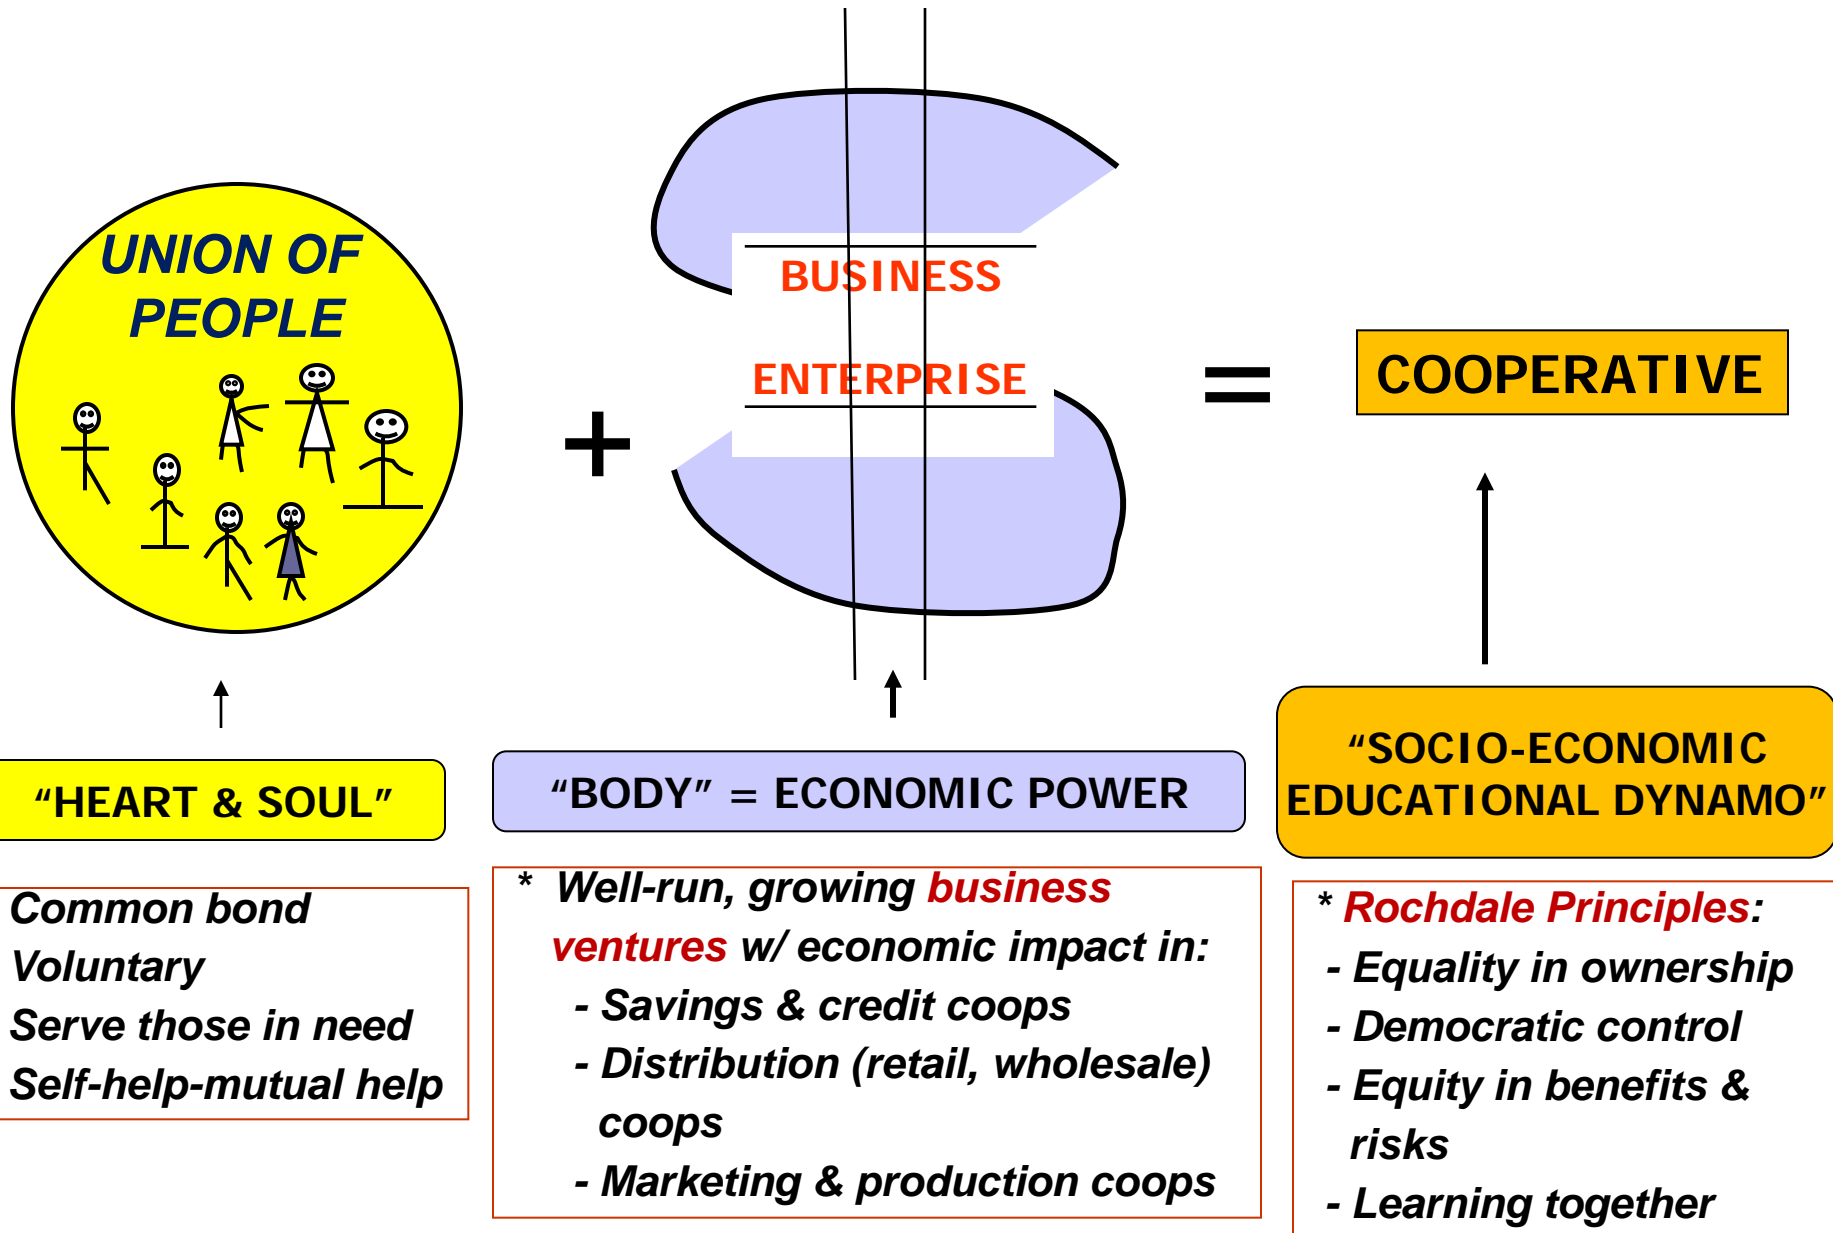 UNION OF
PEOPLE
+
BUSINESS
ENTERPRISE
=
COOPERATIVE
“HEART & SOUL”
Common bond
Voluntary
Serve those in need
Self-help-mutual help
“BODY” = ECONOMIC POWER
* Well-run, growing business
ventures w/ economic impact in:
- Savings & credit coops
- Distribution (retail, wholesale)
coops
- Marketing & production coops
“SOCIO-ECONOMIC
EDUCATIONAL DYNAMO”
* Rochdale Principles:
- Equality in ownership
- Democratic control
- Equity in benefits &
risks
- Learning together